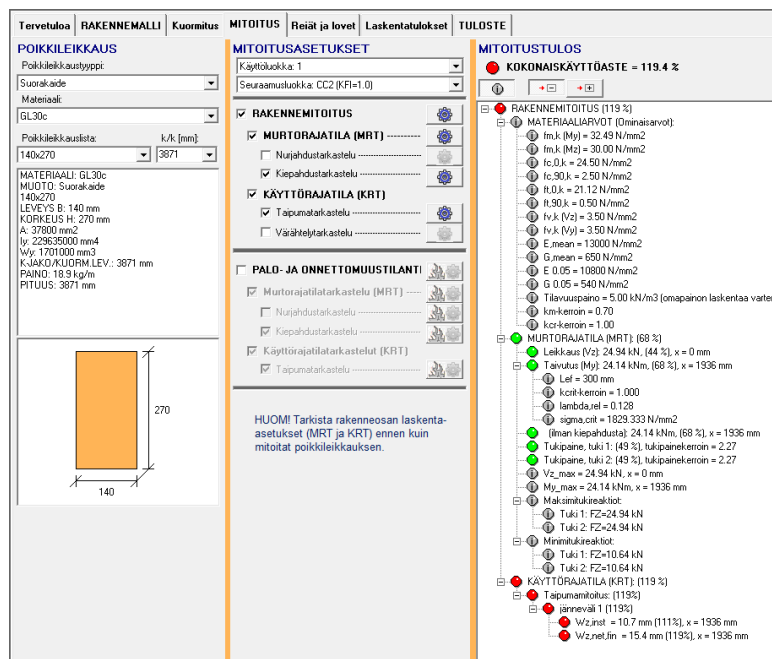 Tervetuloa RAKENNEMALLI Kuormitus MITOITUS Reiät ja lovet Laskentatulokset TULOSTE
POIKKILEIKKAUS
Poikkileikkaustyyppi:
Suorakaide
Materiaali:
GL30c
Poikkileikkauslista: k/k [mm]:
140x270 3871
MATERIAALI: GL30c
MUOTO: Suorakaide
140x270
LEVEYS B: 140 mm
KORKEUS H: 270 mm
A: 37800 mm2
Iy: 229635000 mm4
Wy: 1701000 mm3
K-JAKO/KUORM.LEV.: 3871 mm
PAINO: 18.9 kg/m
PITUUS: 3871 mm
270
140
MITOITUSASETUKSET
Käyttöluokka: 1
Seuraamusluokka: CC2 (KFI=1.0)
RAKENNEMITOITUS
MURTORAJATILA (MRT)
Nurjahdustarkastelu
Kiepahdustarkastelu
KÄYTTÖRAJATILA (KRT)
Taipumatarkastelu
Värähtelytarkastelu
PALO- JA ONNETTOMUUSTILANTI
Murtorajatilatarkastelu (MRT)
Nurjahdustarkastelu
Kiepahdustarkastelu
Käyttörajatilatarkastelut (KRT)
Taipumatarkastelu
HUOM! Tarkista rakenneosan laskenta-
asetukset (MRT ja KRT) ennen kuin
mitoitat poikkileikkauksen.
MITOITUSTULOS
KOKONAISKÄYTTÖASTE = 119.4 %
RAKENNEMITOITUS (119 %)
MATERIAALIARVOT (Ominaisarvot):
fm,k (My) = 32.49 N/mm2
fm,k (Mz) = 30.00 N/mm2
fc,0,k = 24.50 N/mm2
fc,90,k = 2.50 N/mm2
ft,0,k = 21.12 N/mm2
ft,90,k = 0.50 N/mm2
fv,k (Vz) = 3.50 N/mm2
fv,k (Vy) = 3.50 N/mm2
E,mean = 13000 N/mm2
G,mean = 650 N/mm2
E 0.05 = 10800 N/mm2
G 0.05 = 540 N/mm2
Tilavuuspaino = 5.00 kN/m3 (omapainon laskentaa varter
km-kerroin = 0.70
kcr-kerroin = 1.00
MURTORAJATILA (MRT): (68 %)
Leikkaus (Vz): 24.94 kN, (44 %), x = 0 mm
Taivutus (My): 24.14 kNm, (68 %), x = 1936 mm
Lef = 300 mm
kcrit-kerroin = 1.000
lambda,rel = 0.128
sigma,crit = 1829.333 N/mm2
(ilman kiepahdusta): 24.14 kNm, (68 %), x = 1936 mm
Tukipaine, tuki 1: (49 %), tukipainekerroin = 2.27
Tukipaine, tuki 2: (49 %), tukipainekerroin = 2.27
Vz_max = 24.94 kN, x = 0 mm
My_max = 24.14 kNm, x = 1936 mm
Maksimitukireaktiot:
Tuki 1: FZ=24.94 kN
Tuki 2: FZ=24.94 kN
Minimitukireaktiot:
Tuki 1: FZ=10.64 kN
Tuki 2: FZ=10.64 kN
KÄYTTÖRAJATILA (KRT): (119 %)
Taipumamitoitus: (119%)
jänneväli 1 (119%)
Wz,inst = 10.7 mm (111%), x = 1936 mm
Wz,net,fin = 15.4 mm (119%), x = 1936 mm